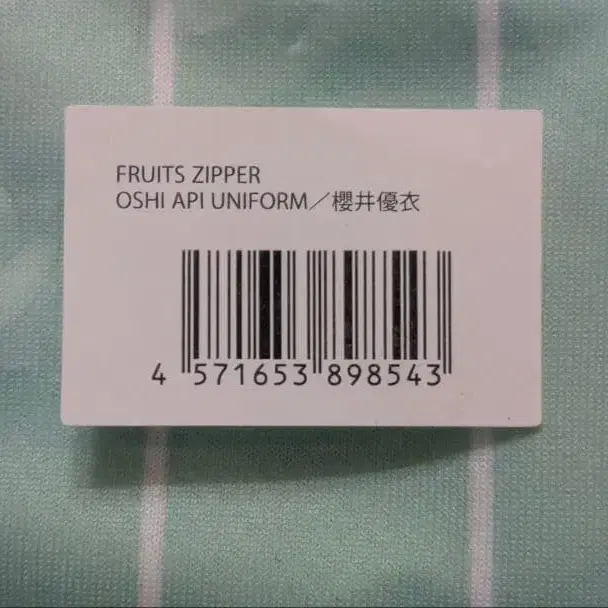 FRUITS ZIPPER
OSHI API UNIFORM／櫻井優衣
4 571653 898543